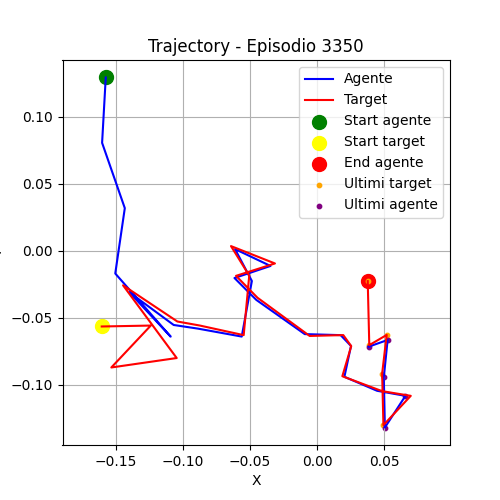 Trajectory - Episodio 3350
Agente
Target
Start agente
Start target
End agente
Ultimi target
Ultimi agente
0.10
0.05
0.00
−0.05
−0.10
−0.15
−0.10
−0.05
0.00
0.05
X